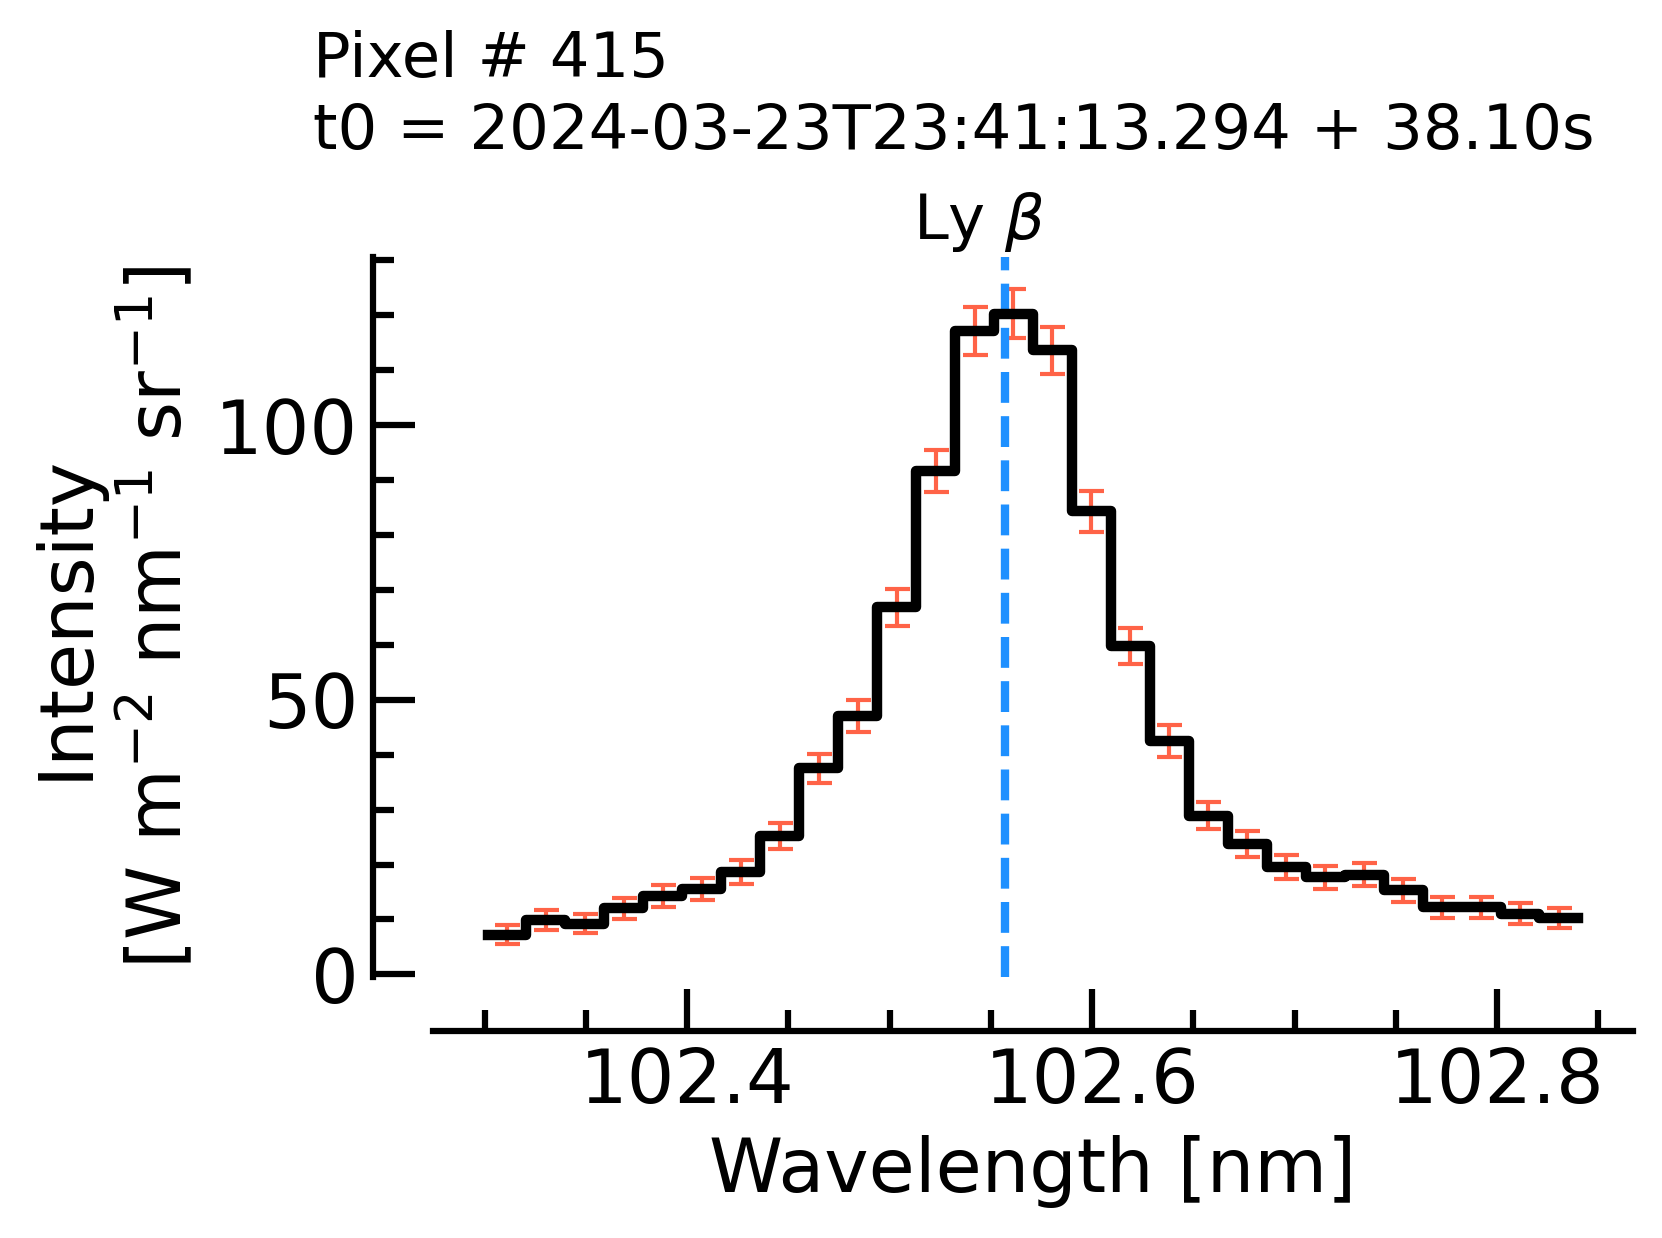 Pixel # 415
t0 = 2024-03-23T23:41:13.294 + 38.10s
Ly β
Intensity
[W m⁻² nm⁻¹ sr⁻¹]
100
50
0
102.4 102.6 102.8
Wavelength [nm]